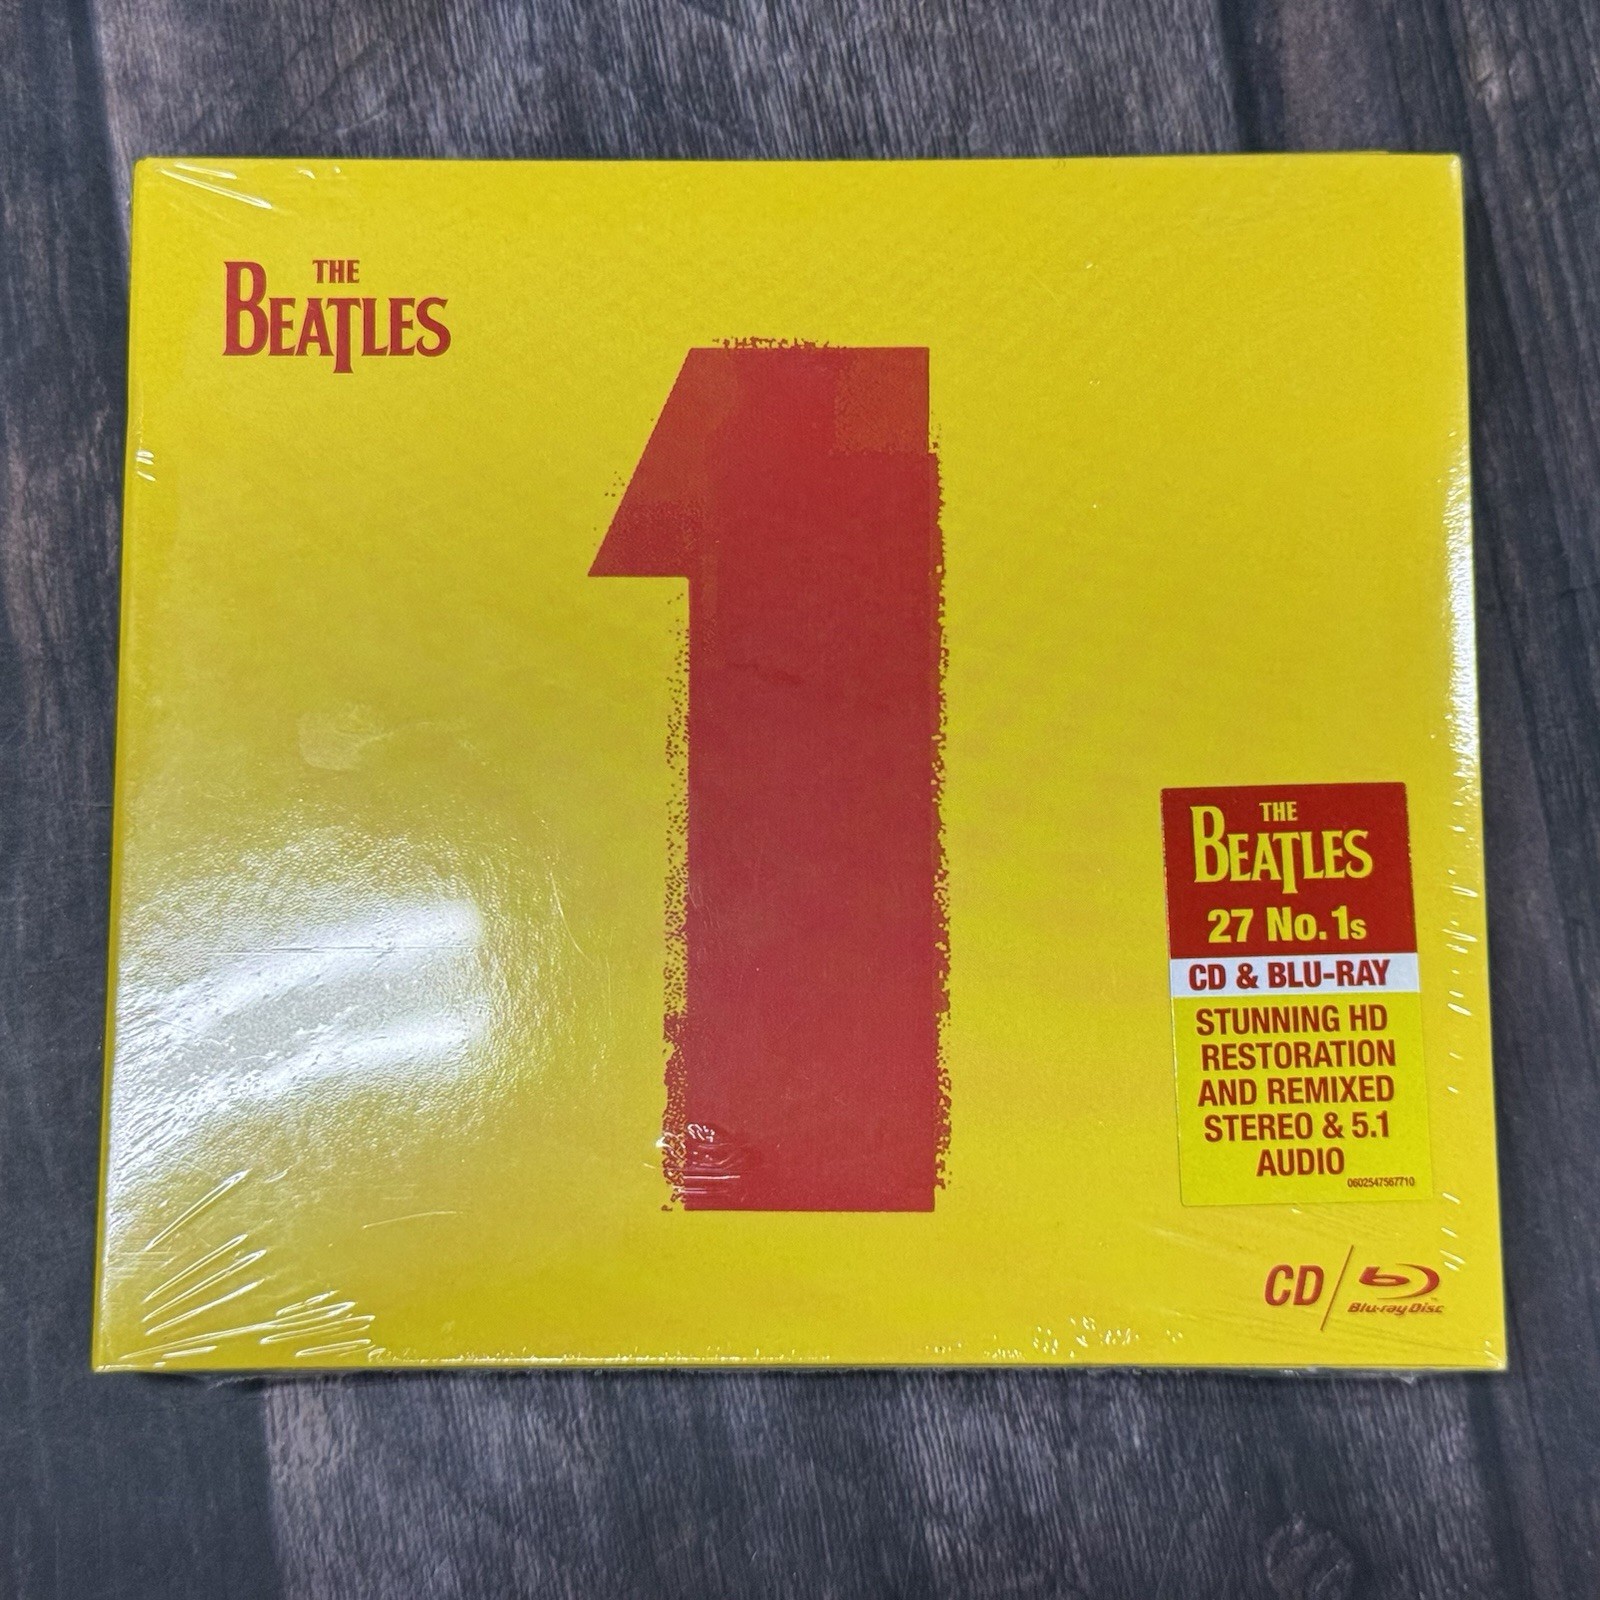 THE
BEATLES
1
THE
BEATLES
27 No. 1s
CD & BLU-RAY
STUNNING HD
RESTORATION
AND REMIXED
STEREO & 5.1
AUDIO
0602547567710
CD/Blu-ray Disc